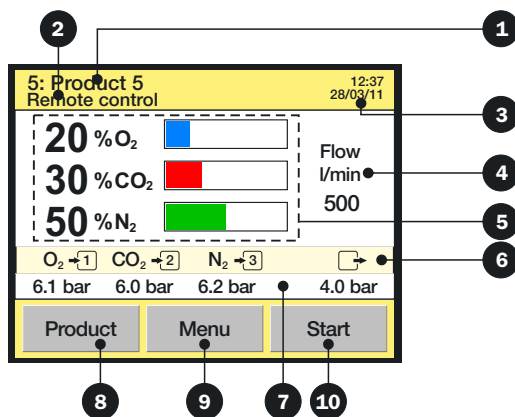 2 1
5: Product 5 12:37
Remote control 28/03/11
3
20 %O₂
Flow
l/min
4
30 %CO₂
500
50 %N₂
5
O₂ → 1 CO₂ → 2 N₂ → 3
6
6.1 bar 6.0 bar 6.2 bar 4.0 bar
Product Menu Start
8 9 7 10